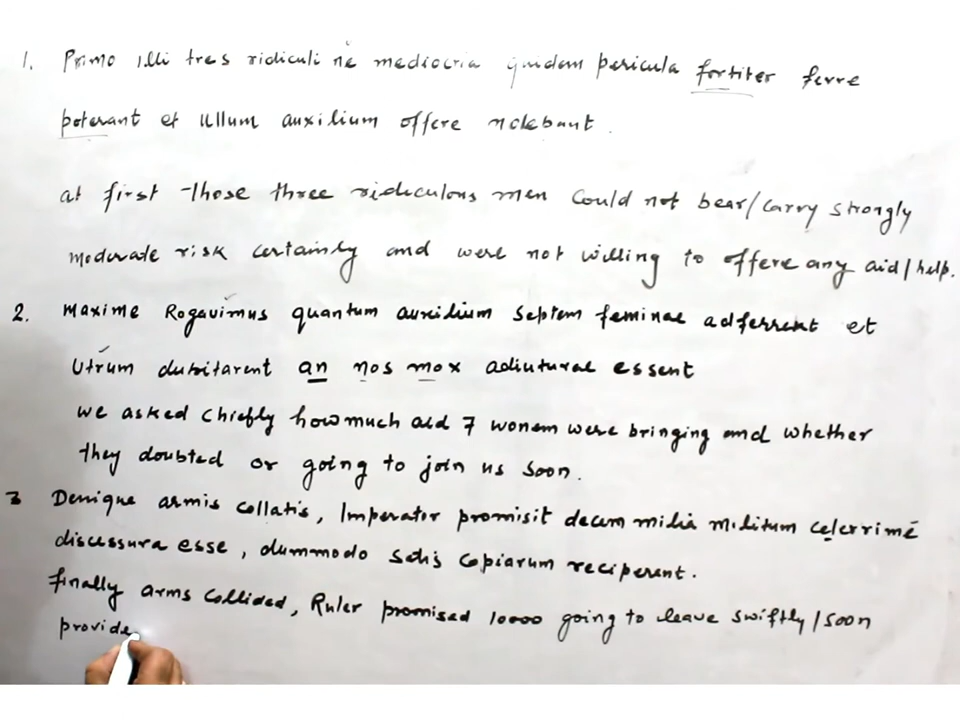 1. Primo illi tres ridiculi ne mediocria quidem pericula fortiter ferre
poterant et ullum auxilium offere nolebant.
at first those three ridiculous men could not bear/carry strongly
moderate risk certainly and were not willing to offere any aid/help.
2. Maxime Rogavimus quantum auxilium septem feminae adferrent et
Utrum dubitarent an nos mox adiuturae essent
we asked chiefly how much aid 7 wonem were bringing and whether
they doubted or going to join us soon.
3 Denique armis collatis, Imperator promisit decem milia militum celerrimé
discessura esse, dummodo satis copiarum reciperent.
finally arms collided, Ruler promised 10000 going to leave swiftly/soon
provide